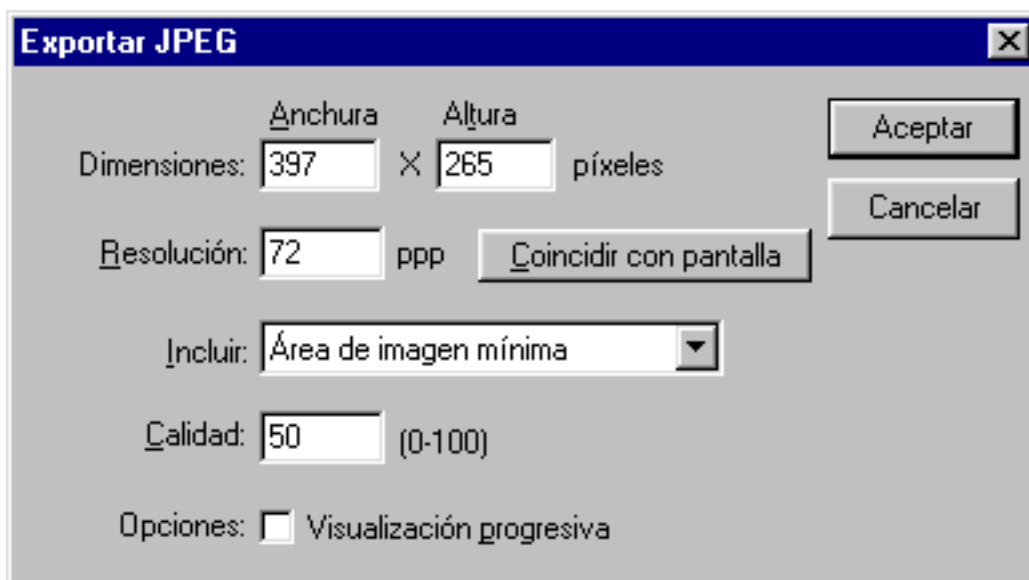 Exportar JPEG
Anchura Altura
Dimensiones: 397 X 265 píxeles
Aceptar
Cancelar
Resolución: 72 ppp Coincidir con pantalla
Incluir: Área de imagen mínima
Calidad: 50 (0-100)
Opciones: Visualización progresiva